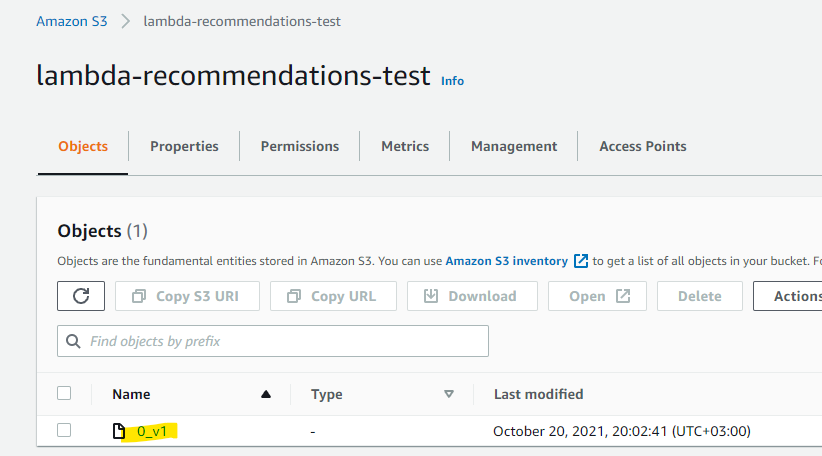 Amazon S3 > lambda-recommendations-test
lambda-recommendations-test Info
Objects Properties Permissions Metrics Management Access Points
Objects (1)
Objects are the fundamental entities stored in Amazon S3. You can use Amazon S3 inventory to get a list of all objects in your bucket. Fo
Copy S3 URI Copy URL Download Open Delete Actions
Find objects by prefix
Name Type Last modified
0_v1 - October 20, 2021, 20:02:41 (UTC+03:00)